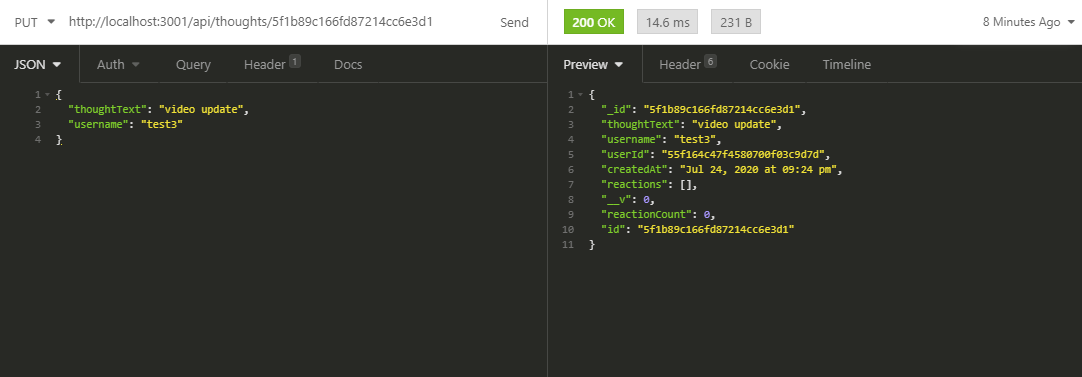 PUT http://localhost:3001/api/thoughts/5f1b89c166fd87214cc6e3d1 Send 200 OK 14.6 ms 231 B 8 Minutes Ago
JSON Auth Query Header 1 Docs
1 {
2 "thoughtText": "video update",
3 "username": "test3"
4 }
Preview Header 6 Cookie Timeline
1 {
2 "_id": "5f1b89c166fd87214cc6e3d1",
3 "thoughtText": "video update",
4 "username": "test3",
5 "userId": "55f164c47f4580700f03c9d7d",
6 "createdAt": "Jul 24, 2020 at 09:24 pm",
7 "reactions": [],
8 "__v": 0,
9 "reactionCount": 0,
10 "id": "5f1b89c166fd87214cc6e3d1"
11 }